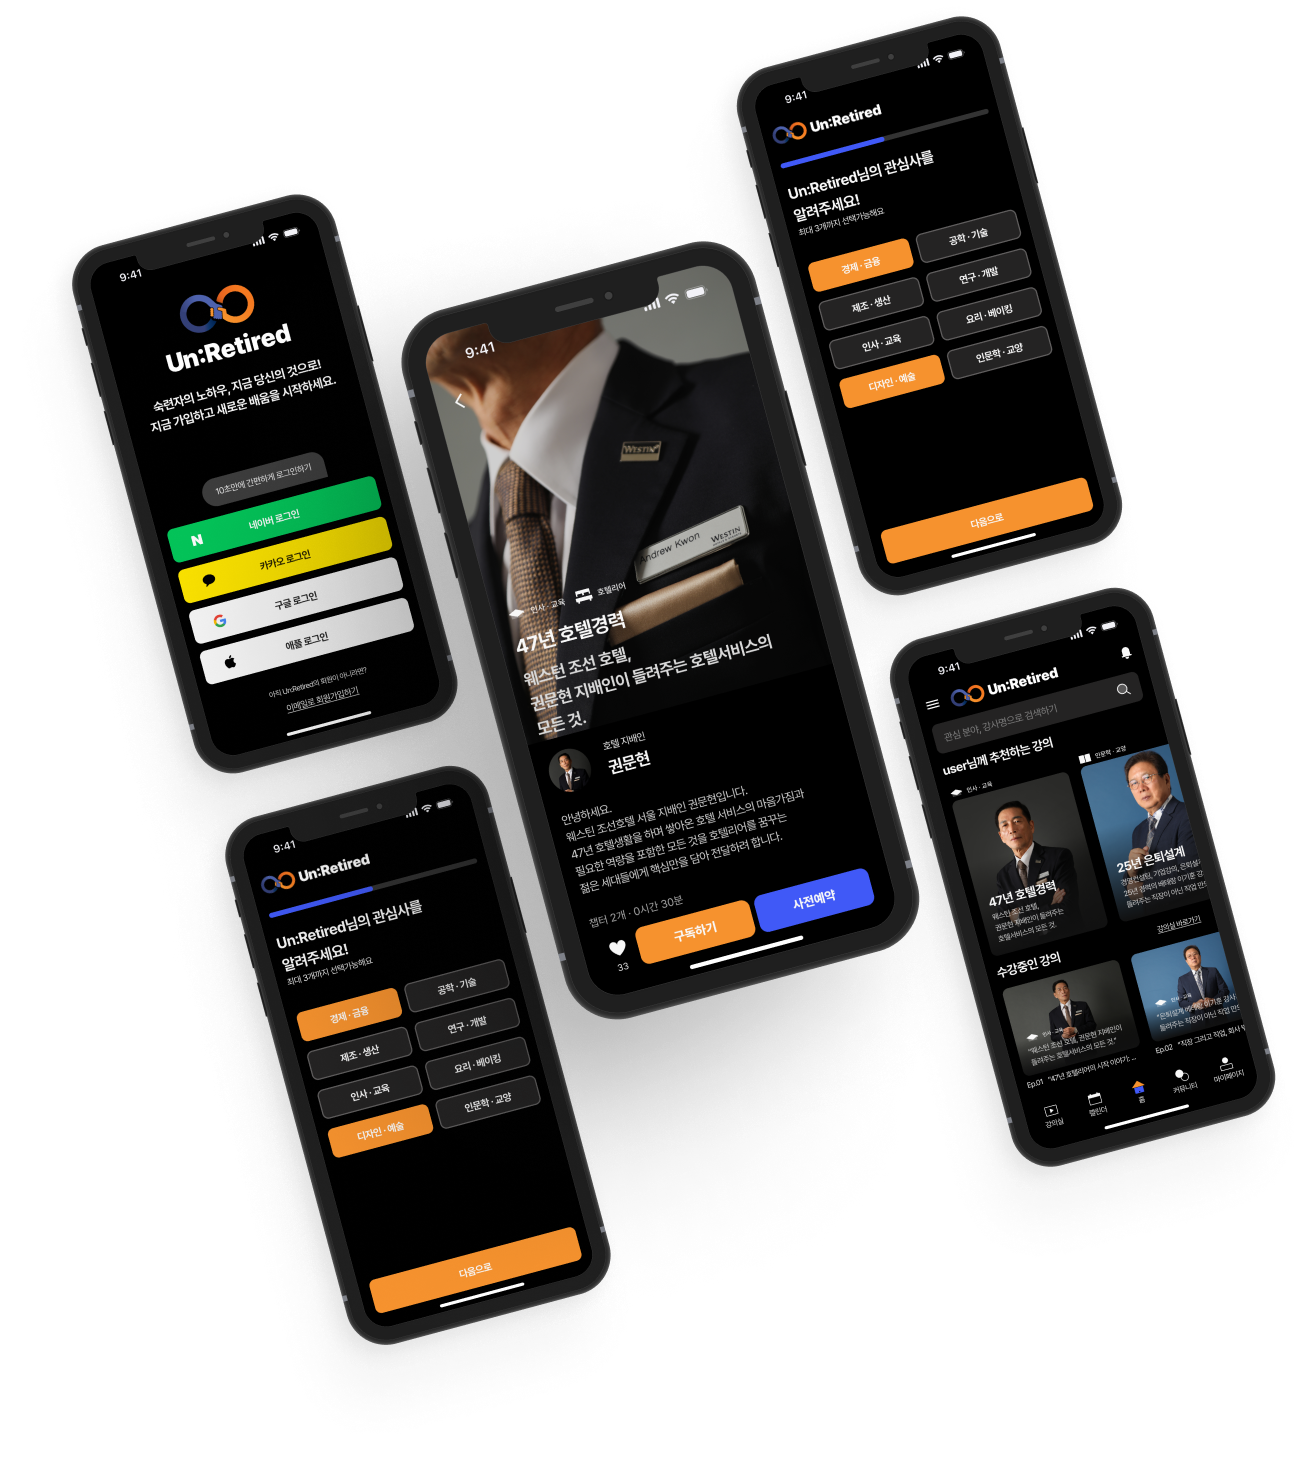 9:41
Un:Retired
숙련자의 노하우, 지금 당신의 것으로!
지금 가입하고 새로운 배움을 시작하세요.
10초만에 간편하게 로그인하기
N 네이버 로그인
카카오 로그인
G 구글 로그인
애플 로그인
아직 Un:Retired의 회원이 아니라면?
이메일로 회원가입하기
9:41
WESTIN
Andrew Kwon
WESTIN
인사 · 교육 호텔리어
47년 호텔경력
웨스턴 조선 호텔,
권문현 지배인이 들려주는 호텔서비스의
모든 것.
호텔 지배인
권문현
안녕하세요.
웨스틴 조선호텔 서울 지배인 권문현입니다.
47년 호텔생활을 하며 쌓아온 호텔 서비스의 마음가짐과
필요한 역량을 포함한 모든 것을 호텔리어를 꿈꾸는
젊은 세대들에게 핵심만을 담아 전달하려 합니다.
챕터 2개 · 0시간 30분
33
구독하기
사전예약
9:41
Un:Retired
Un:Retired님의 관심사를
알려주세요!
최대 3개까지 선택가능해요
경제 · 금융 공학 · 기술
제조 · 생산 연구 · 개발
인사 · 교육 요리 · 베이킹
디자인 · 예술 인문학 · 교양
다음으로
9:41
Un:Retired
Un:Retired님의 관심사를
알려주세요!
최대 3개까지 선택가능해요
경제 · 금융 공학 · 기술
제조 · 생산 연구 · 개발
인사 · 교육 요리 · 베이킹
디자인 · 예술 인문학 · 교양
다음으로
9:41
Un:Retired
관심 분야, 강사명으로 검색하기
user님께 추천하는 강의
인사 · 교육
47년 호텔경력
웨스턴 조선 호텔,
권문현 지배인이 들려주는
호텔서비스의 모든 것.
인문학 · 교양
25년 은퇴설계
경영컨설팅, 기업강의, 은퇴설
25년 경력의 배태랑 이기훈 강
들려주는 직장이 아닌 직업 만드
수강중인 강의
강의실 바로가기
인사 · 교육
"웨스턴 조선 호텔, 권문현 지배인이
들려주는 호텔서비스의 모든 것."
Ep.01 "47년 호텔리어의 시작 이야기: ...
인사 · 교육
"은퇴설계 배태랑 이기훈 강사
들려주는 직장이 아닌 직업 만드
Ep.02 "직장 그리고 직업, 회사 밖
강의실
캘린더
홈
커뮤니티
마이페이지